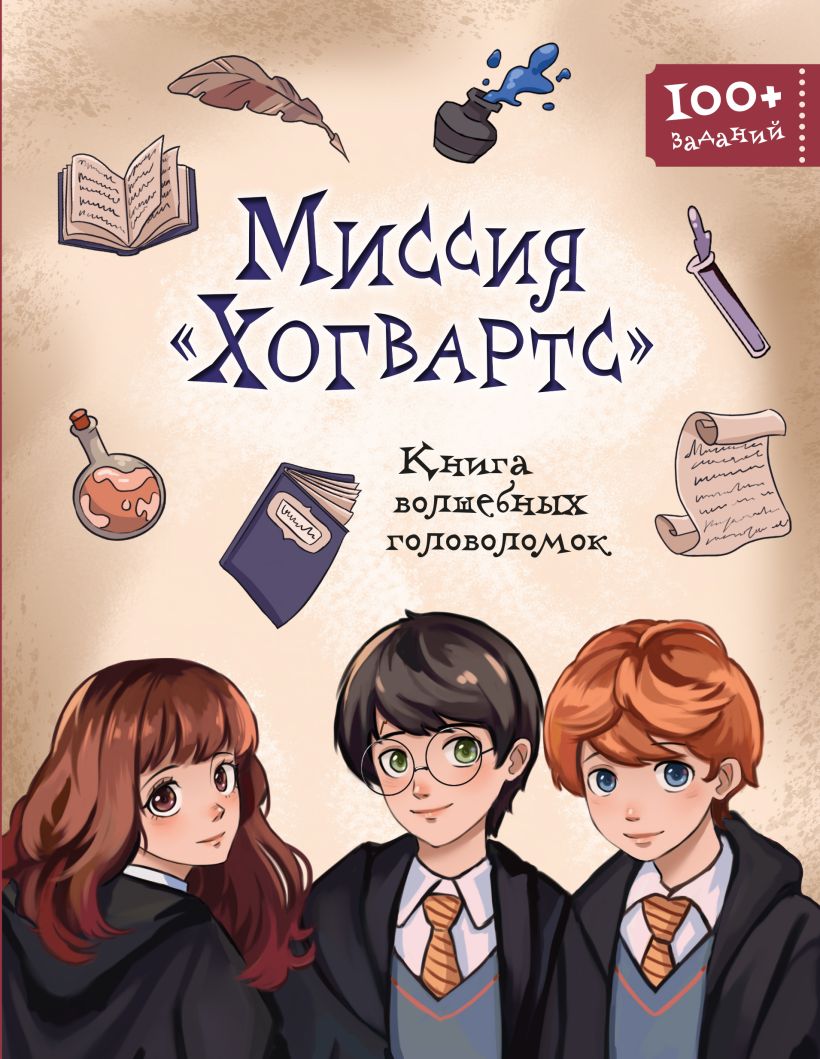 100+
заданий
Миссия
«Хогвартс»
Книга
волшебных
головоломок